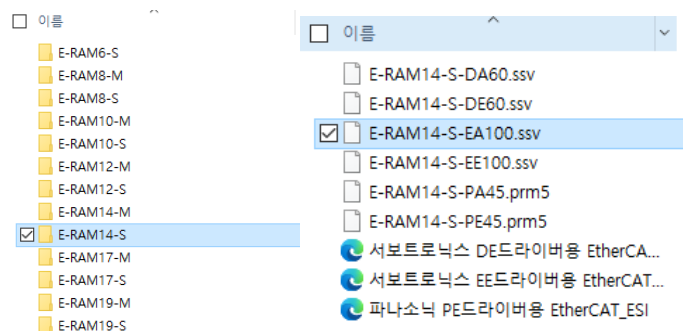 이름
E-RAM6-S
E-RAM8-M
E-RAM8-S
E-RAM10-M
E-RAM10-S
E-RAM12-M
E-RAM12-S
E-RAM14-M
E-RAM14-S
E-RAM17-M
E-RAM17-S
E-RAM19-M
E-RAM19-S
이름
E-RAM14-S-DA60.ssv
E-RAM14-S-DE60.ssv
E-RAM14-S-EA100.ssv
E-RAM14-S-EE100.ssv
E-RAM14-S-PA45.prm5
E-RAM14-S-PE45.prm5
서보트로닉스 DE드라이버용 EtherCA...
서보트로닉스 EE드라이버용 EtherCAT...
파나소닉 PE드라이버용 EtherCAT_ESI